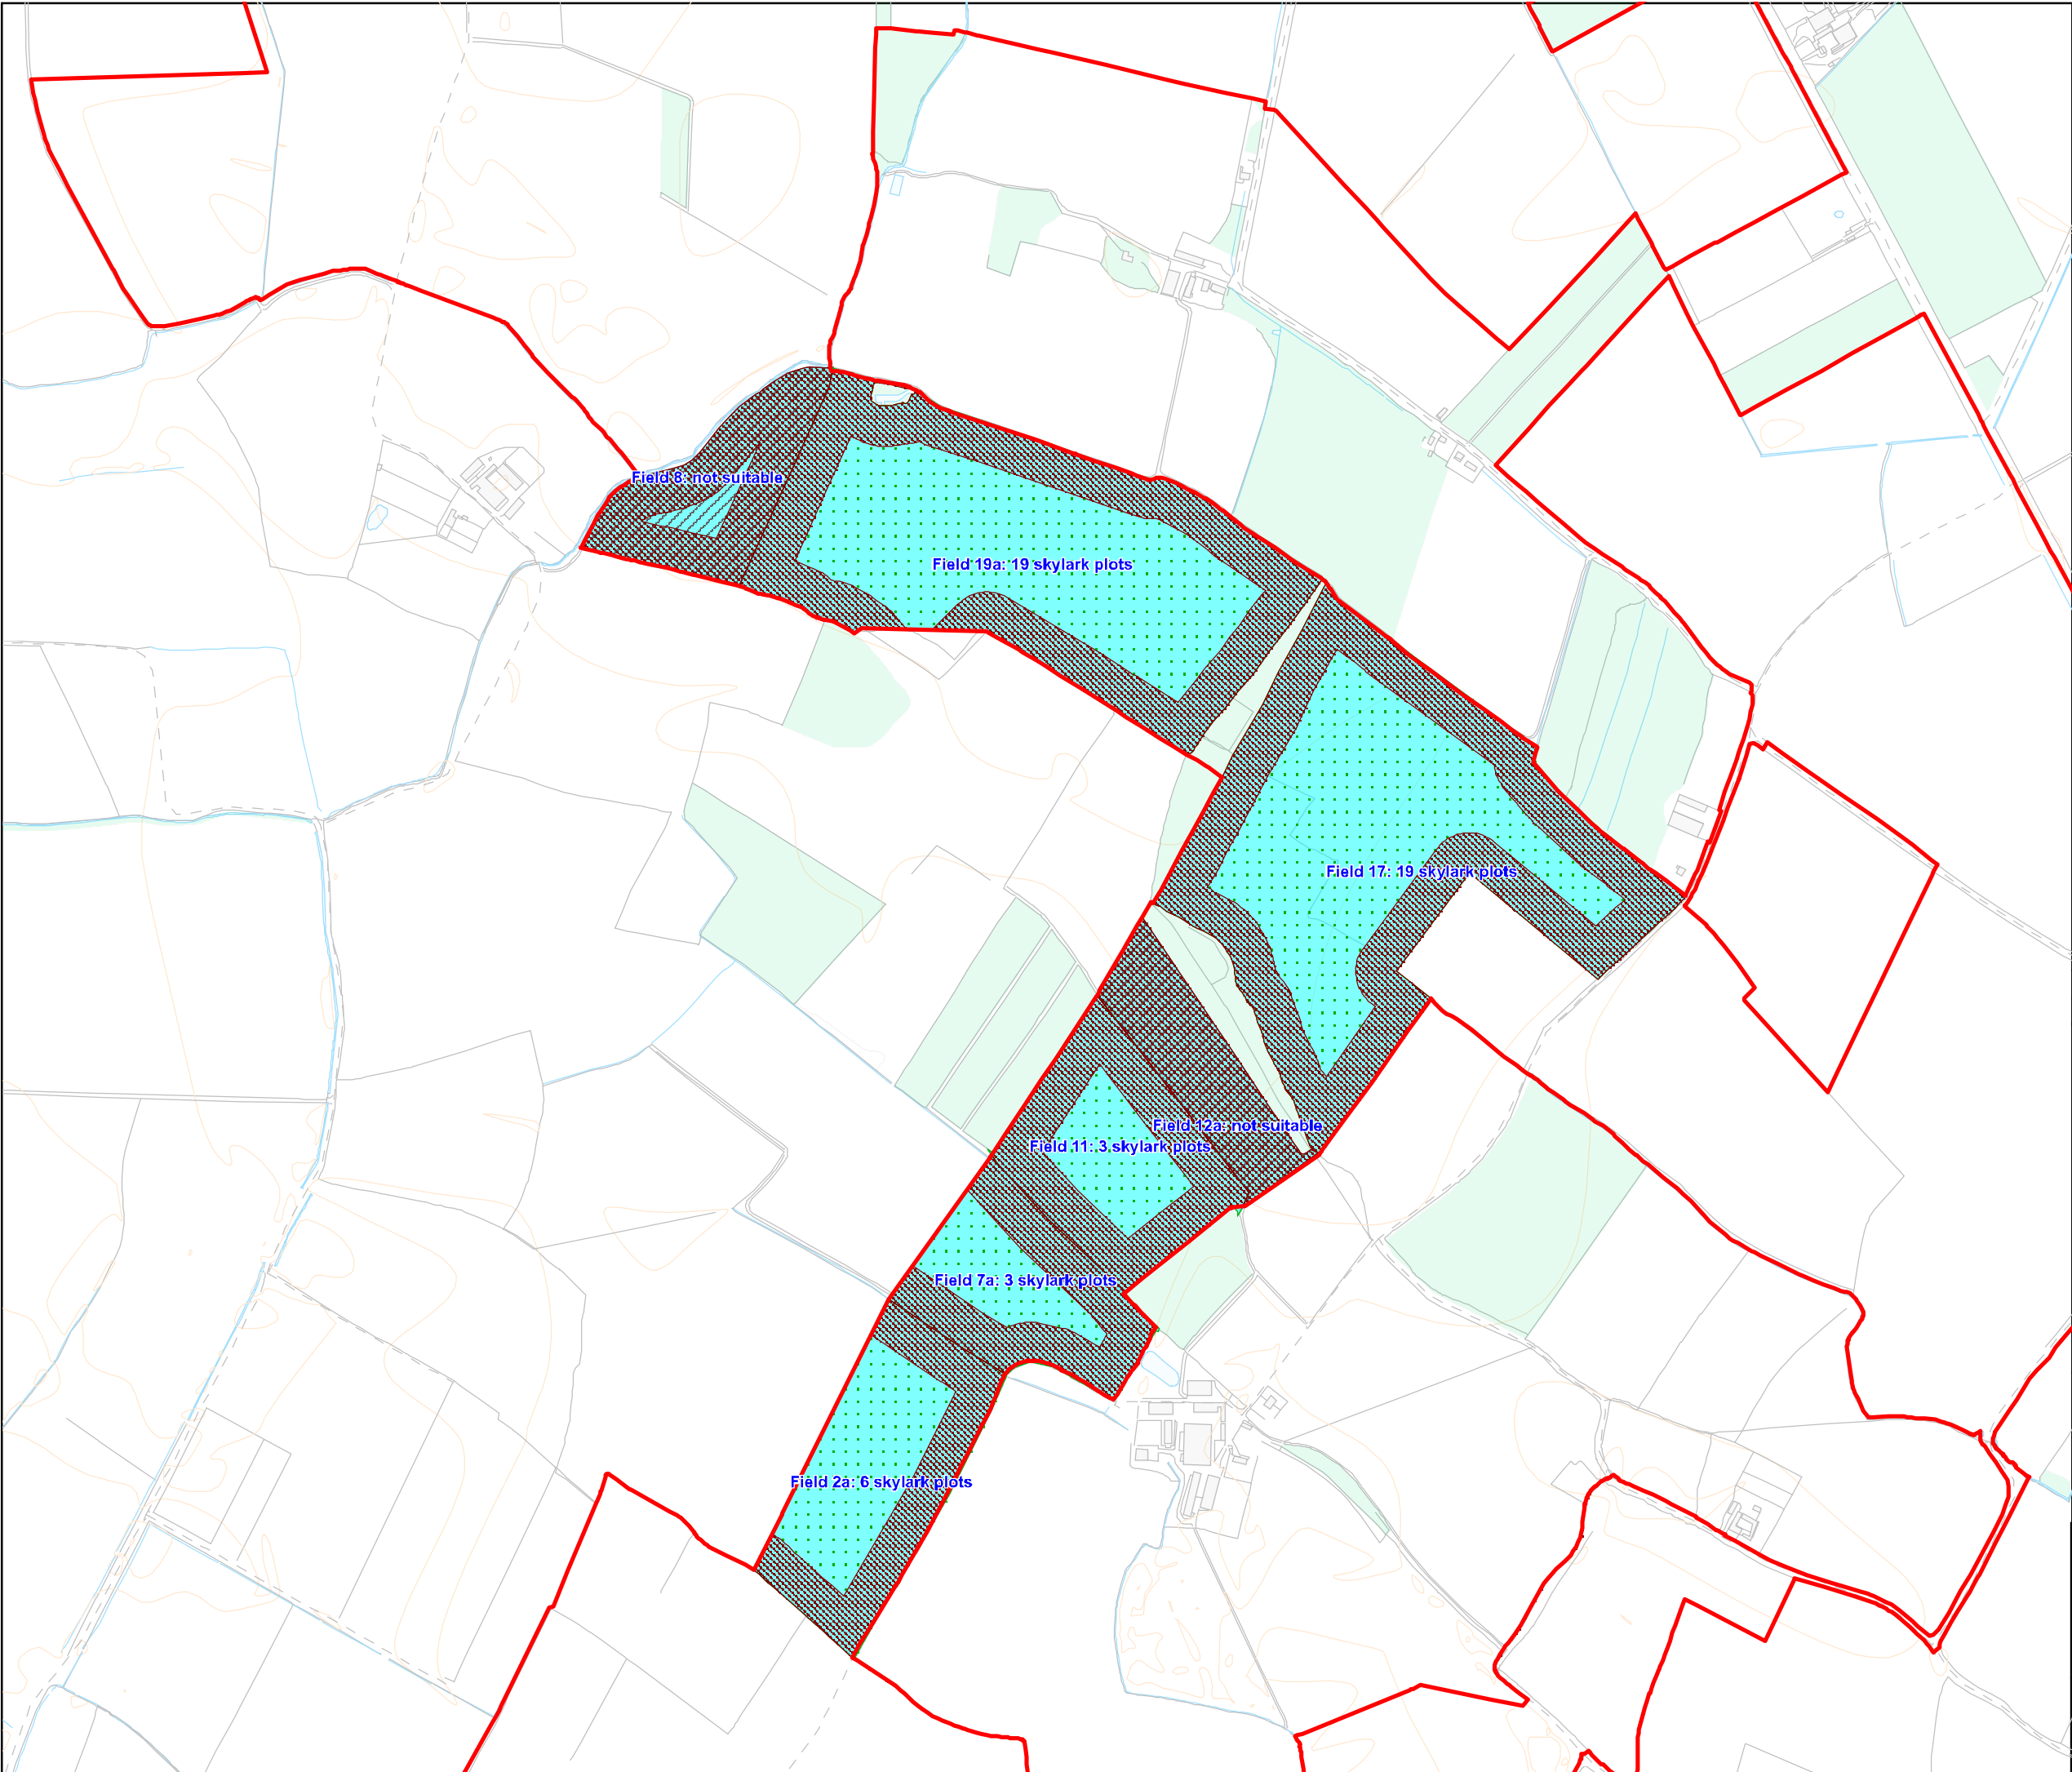 Field 8: not suitable
Field 19a: 19 skylark plots
Field 17: 19 skylark plots
Field 12a: not suitable
Field 11: 3 skylark plots
Field 7a: 3 skylark plots
Field 2a: 6 skylark plots